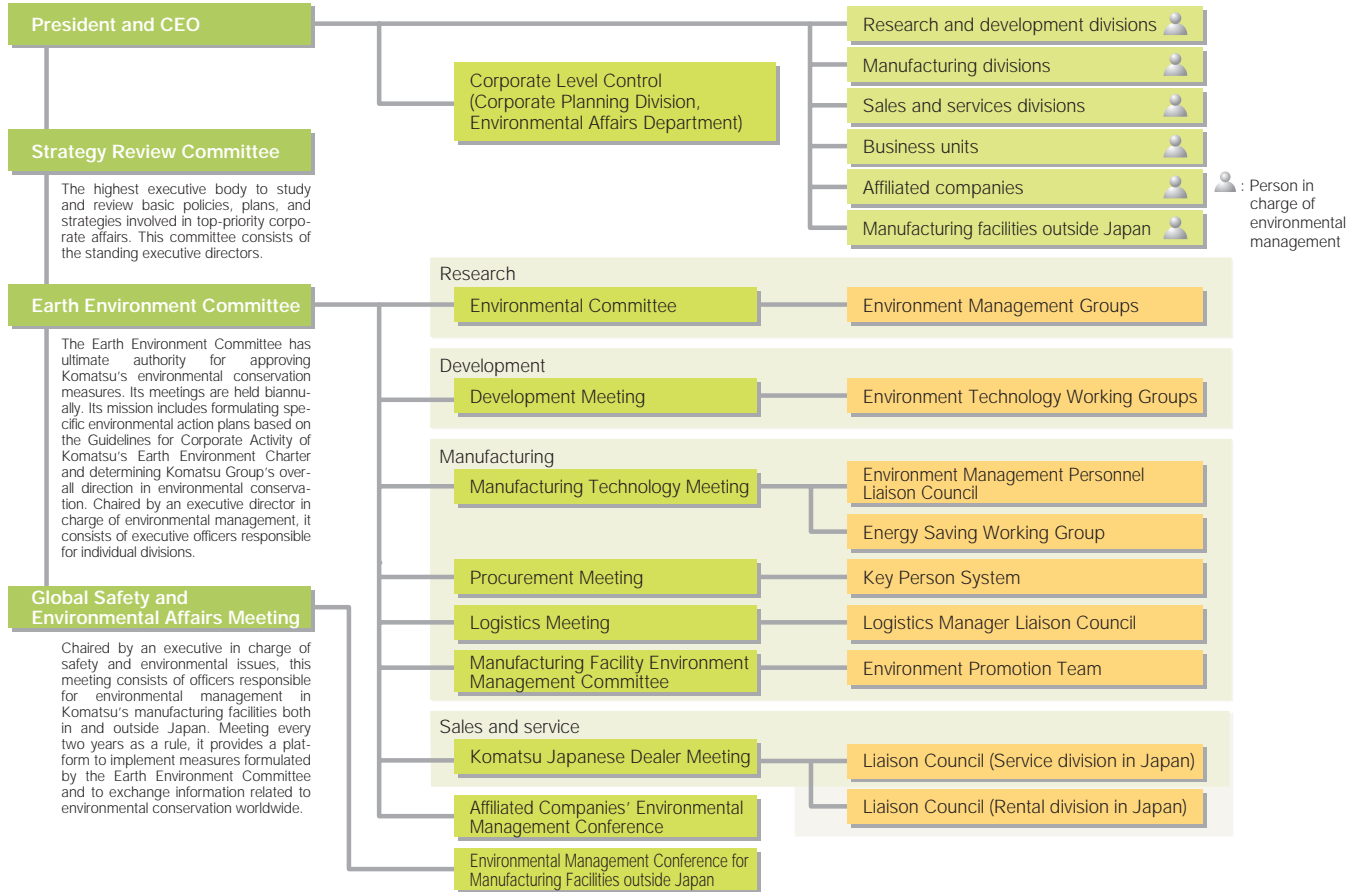 President and CEO
Strategy Review Committee
The highest executive body to study
and review basic policies, plans, and
strategies involved in top-priority corpo-
rate affairs. This committee consists of
the standing executive directors.
Earth Environment Committee
The Earth Environment Committee has
ultimate authority for approving
Komatsu's environmental conservation
measures. Its meetings are held biannu-
ally. Its mission includes formulating spe-
cific environmental action plans based on
the Guidelines for Corporate Activity of
Komatsu's Earth Environment Charter
and determining Komatsu Group's over-
all direction in environmental conserva-
tion. Chaired by an executive director in
charge of environmental management, it
consists of executive officers responsible
for individual divisions.
Global Safety and
Environmental Affairs Meeting
Chaired by an executive in charge of
safety and environmental issues, this
meeting consists of officers responsible
for environmental management in
Komatsu's manufacturing facilities both
in and outside Japan. Meeting every
two years as a rule, it provides a plat-
form to implement measures formulated
by the Earth Environment Committee
and to exchange information related to
environmental conservation worldwide.
Corporate Level Control
(Corporate Planning Division,
Environmental Affairs Department)
Research and development divisions
Manufacturing divisions
Sales and services divisions
Business units
Affiliated companies
Manufacturing facilities outside Japan
: Person in
charge of
environmental
management
Research
Environmental Committee
Environment Management Groups
Development
Development Meeting
Environment Technology Working Groups
Manufacturing
Manufacturing Technology Meeting
Environment Management Personnel
Liaison Council
Energy Saving Working Group
Procurement Meeting
Key Person System
Logistics Meeting
Logistics Manager Liaison Council
Manufacturing Facility Environment
Management Committee
Environment Promotion Team
Sales and service
Komatsu Japanese Dealer Meeting
Liaison Council (Service division in Japan)
Liaison Council (Rental division in Japan)
Affiliated Companies' Environmental
Management Conference
Environmental Management Conference for
Manufacturing Facilities outside Japan